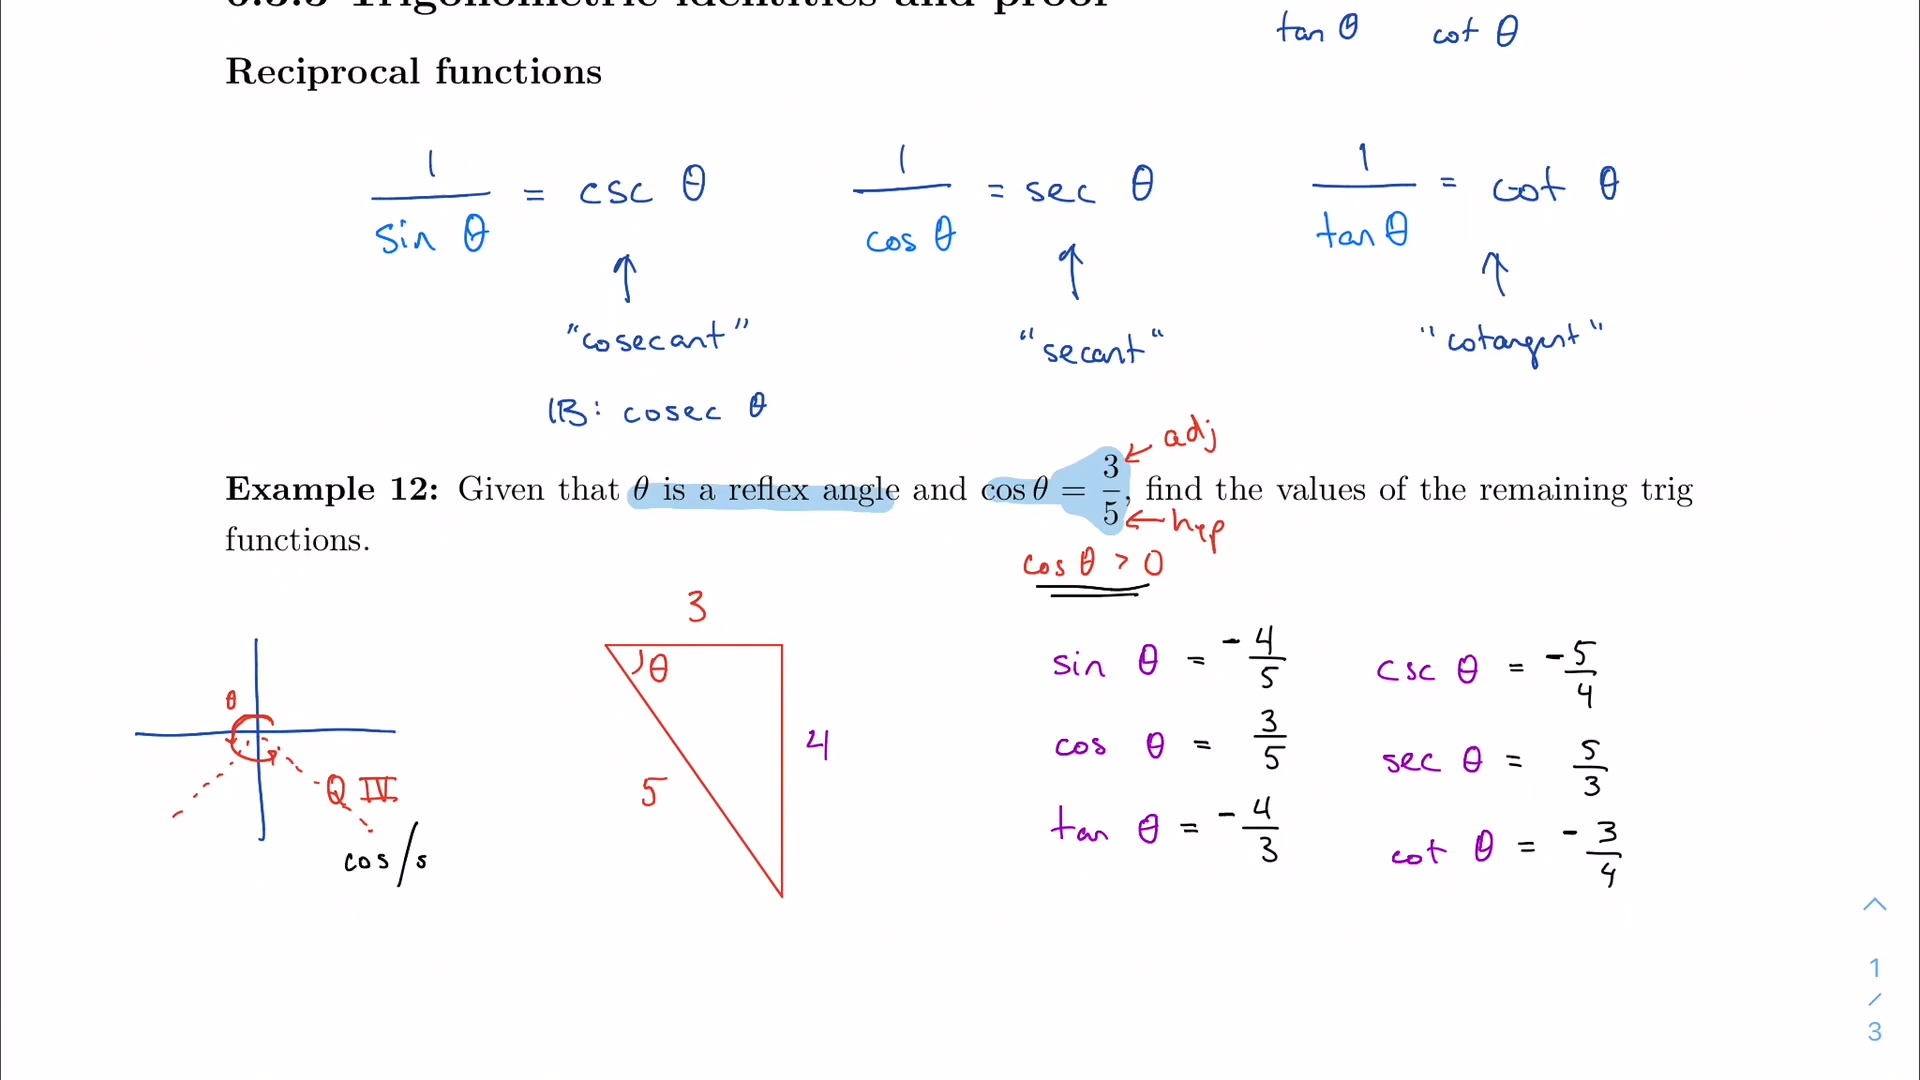 tan θ cot θ
Reciprocal functions
1/sin θ = csc θ 1/cos θ = sec θ 1/tan θ = cot θ
"cosecant" "secant" "cotangent"
IB: cosec θ
adj
Example 12: Given that θ is a reflex angle and cos θ = 3/5, find the values of the remaining trig
hyp
functions.
cos θ > 0
3
θ
4
5
θ
Q IV
cos/s
sin θ = -4/5 csc θ = -5/4
cos θ = 3/5 sec θ = 5/3
tan θ = -4/3 cot θ = -3/4
1
/
3